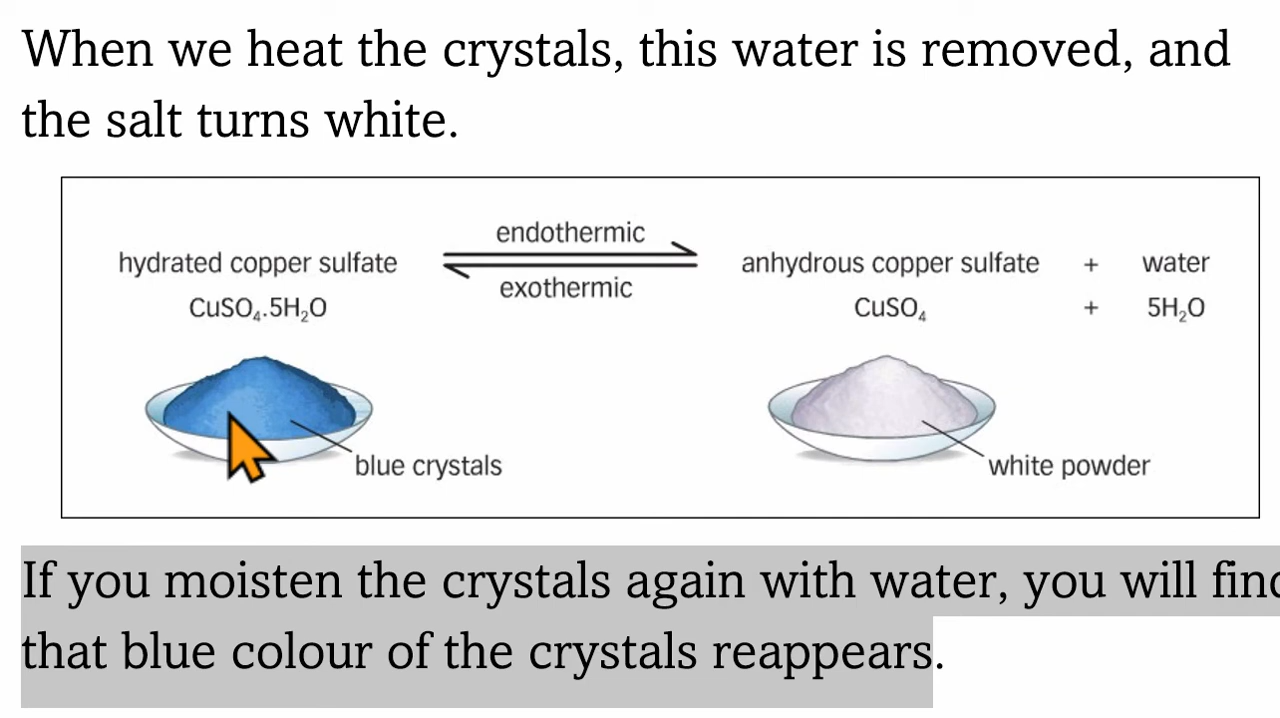 When we heat the crystals, this water is removed, and
the salt turns white.
endothermic
hydrated copper sulfate anhydrous copper sulfate + water
exothermic
CuSO₄.5H₂O CuSO₄ + 5H₂O
blue crystals white powder
If you moisten the crystals again with water, you will find
that blue colour of the crystals reappears.